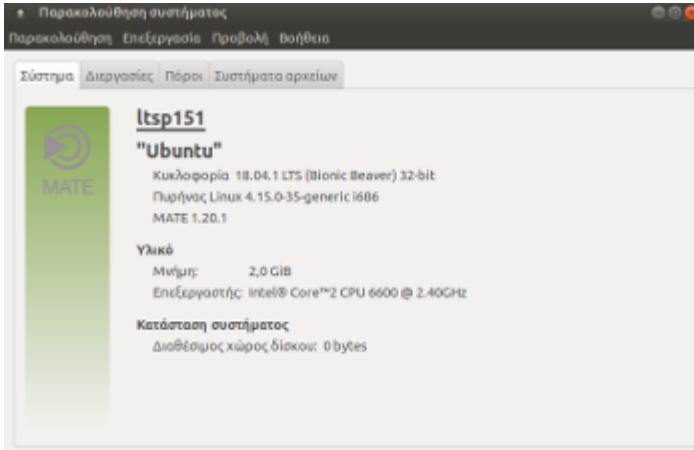 Παρακολούθηση συστήματος
Παρακολούθηση Επεξεργασία Προβολή Βοήθεια
Σύστημα Διεργασίες Πόροι Συστήματα αρχείων
MATE
ltsp151
"Ubuntu"
Κυκλοφορία 18.04.1 LTS (Bionic Beaver) 32-bit
Πυρήνας Linux 4.15.0-35-generic i686
MATE 1.20.1
Υλικό
Μνήμη: 2,0 GiB
Επεξεργαστής: Intel® Core™2 CPU 6600 @ 2.40GHz
Κατάσταση συστήματος
Διαθέσιμος χώρος δίσκου: 0 bytes